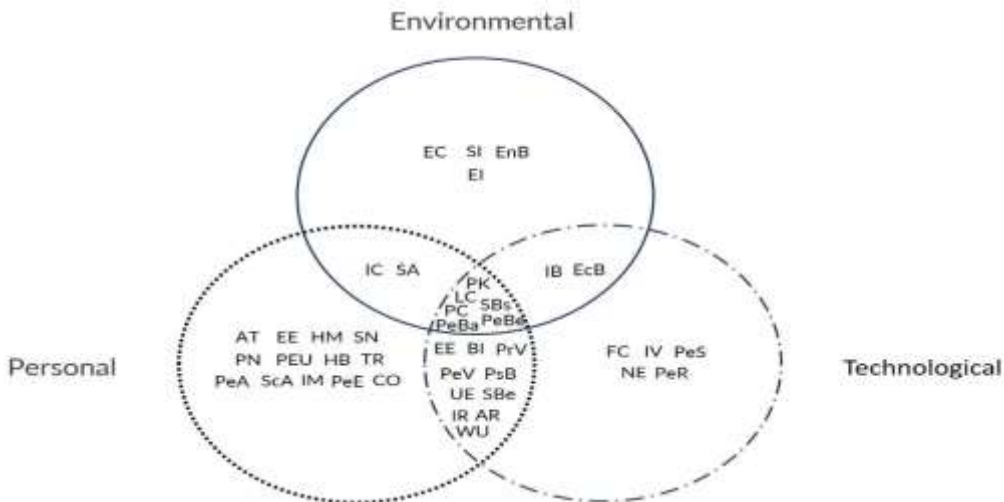 Environmental
EC SI EnB
EI
IC SA
IB EcB
PK
LC SBs
PC
PeBa PeBe
AT EE HM SN
PN PEU HB TR
PeA ScA IM PeE CO
EE BI PrV
PeV PsB
UE SBe
IR AR
WU
FC IV PeS
NE PeR
Personal
Technological